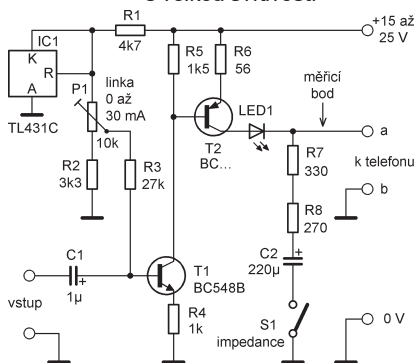 R1
4k7
IC1
K
R
A
TL431C
P1
10k
linka
0 až
30 mA
R2
3k3
R3
27k
R5
1k5
R6
56
T2
BC...
LED1
měřicí
bod
+15 až
25 V
a
k telefonu
b
R7
330
R8
270
C2
220µ
+
S1
impedance
0 V
C1
1µ
+
vstup
T1
BC548B
R4
1k